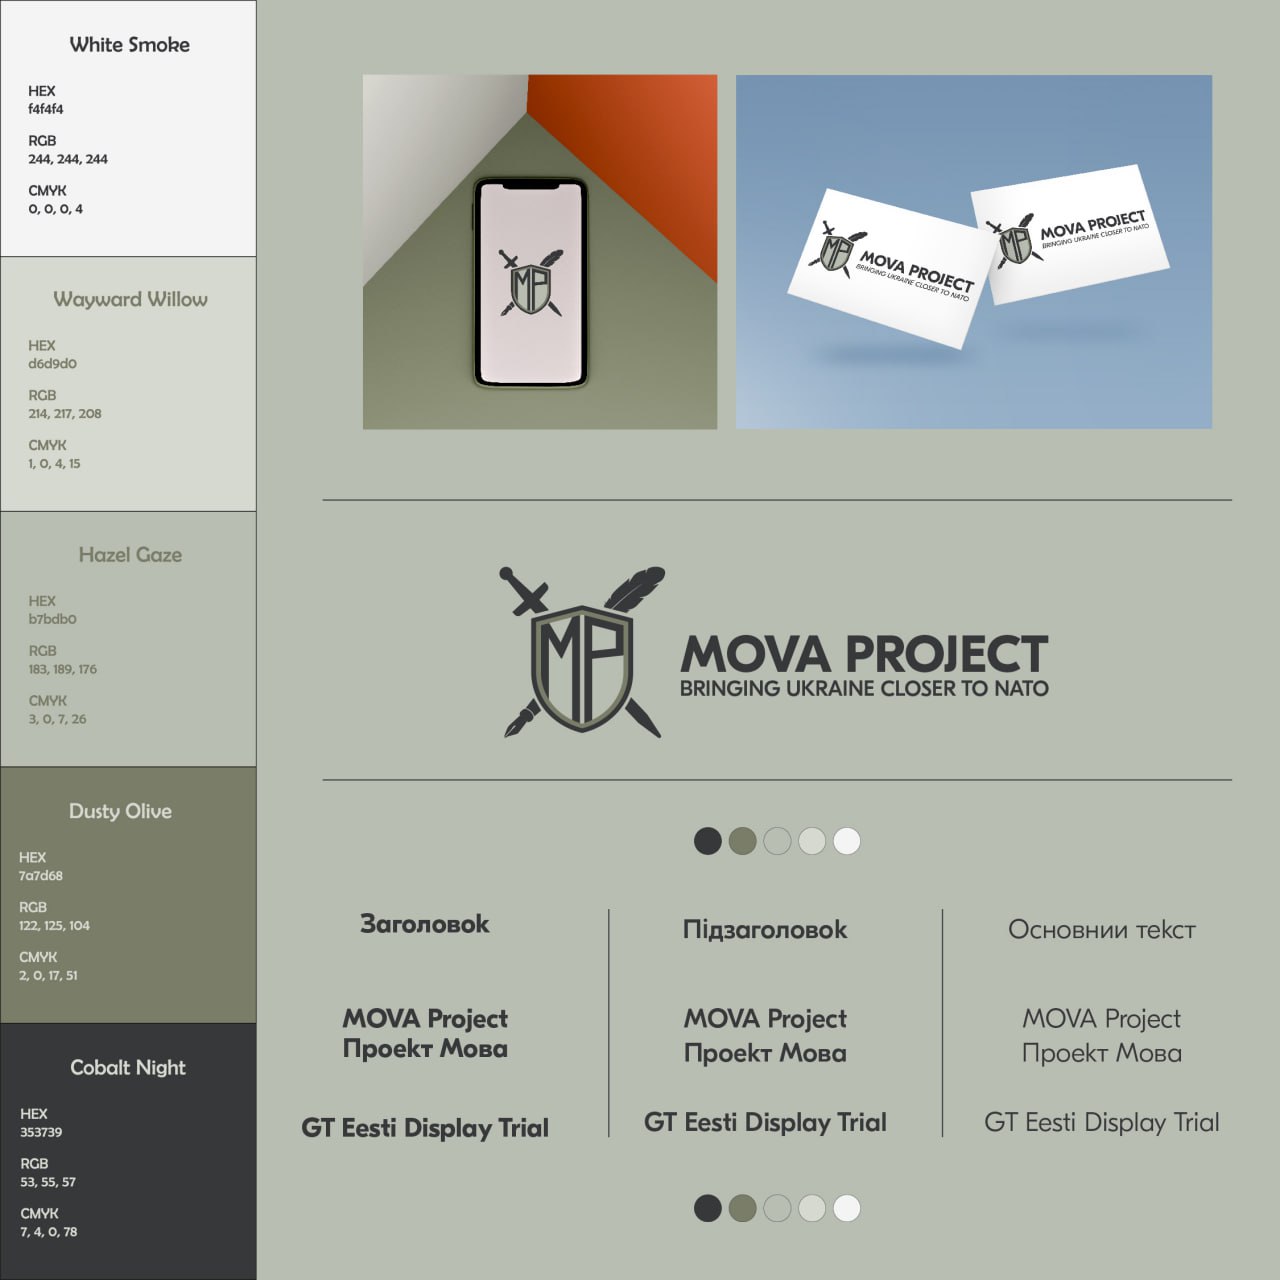 White Smoke
HEX
f4f4f4
RGB
244, 244, 244
CMYK
0, 0, 0, 4
Wayward Willow
HEX
d6d9d0
RGB
214, 217, 208
CMYK
1, 0, 4, 15
Hazel Gaze
HEX
b7bdb0
RGB
183, 189, 176
CMYK
3, 0, 7, 26
Dusty Olive
HEX
7a7d68
RGB
122, 125, 104
CMYK
2, 0, 17, 51
Cobalt Night
HEX
353739
RGB
53, 55, 57
CMYK
7, 4, 0, 78
MP
MP
MOVA PROJECT
BRINGING UKRAINE CLOSER TO NATO
MP
MOVA PROJECT
BRINGING UKRAINE CLOSER TO NATO
MP
MOVA PROJECT
BRINGING UKRAINE CLOSER TO NATO
Заголовок
MOVA Project
Проект Мова
GT Eesti Display Trial
Підзаголовок
MOVA Project
Проект Мова
GT Eesti Display Trial
Основнии текст
MOVA Project
Проект Мова
GT Eesti Display Trial